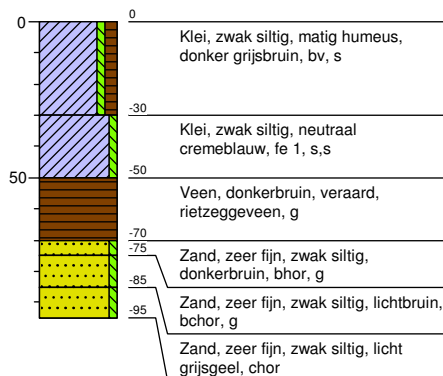 0
0
Klei, zwak siltig, matig humeus,
donker grijsbruin, bv, s
-30
Klei, zwak siltig, neutraal
cremeblauw, fe 1, s,s
50
-50
Veen, donkerbruin, veraard,
rietzeggeveen, g
-70
-75
Zand, zeer fijn, zwak siltig,
donkerbruin, bhor, g
-85
Zand, zeer fijn, zwak siltig, lichtbruin,
bchor, g
-95
Zand, zeer fijn, zwak siltig, licht
grijsgeel, chor